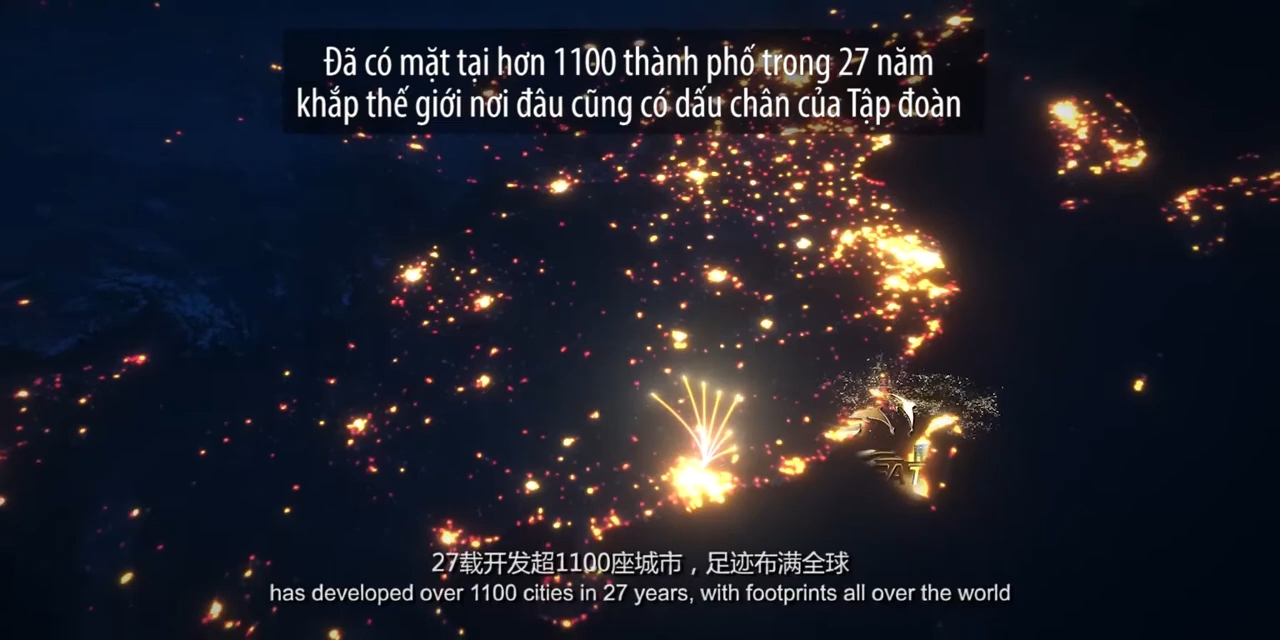 Đã có mặt tại hơn 1100 thành phố trong 27 năm
khắp thế giới nơi đâu cũng có dấu chân của Tập đoàn
27载开发超1100座城市，足迹布满全球
has developed over 1100 cities in 27 years, with footprints all over the world